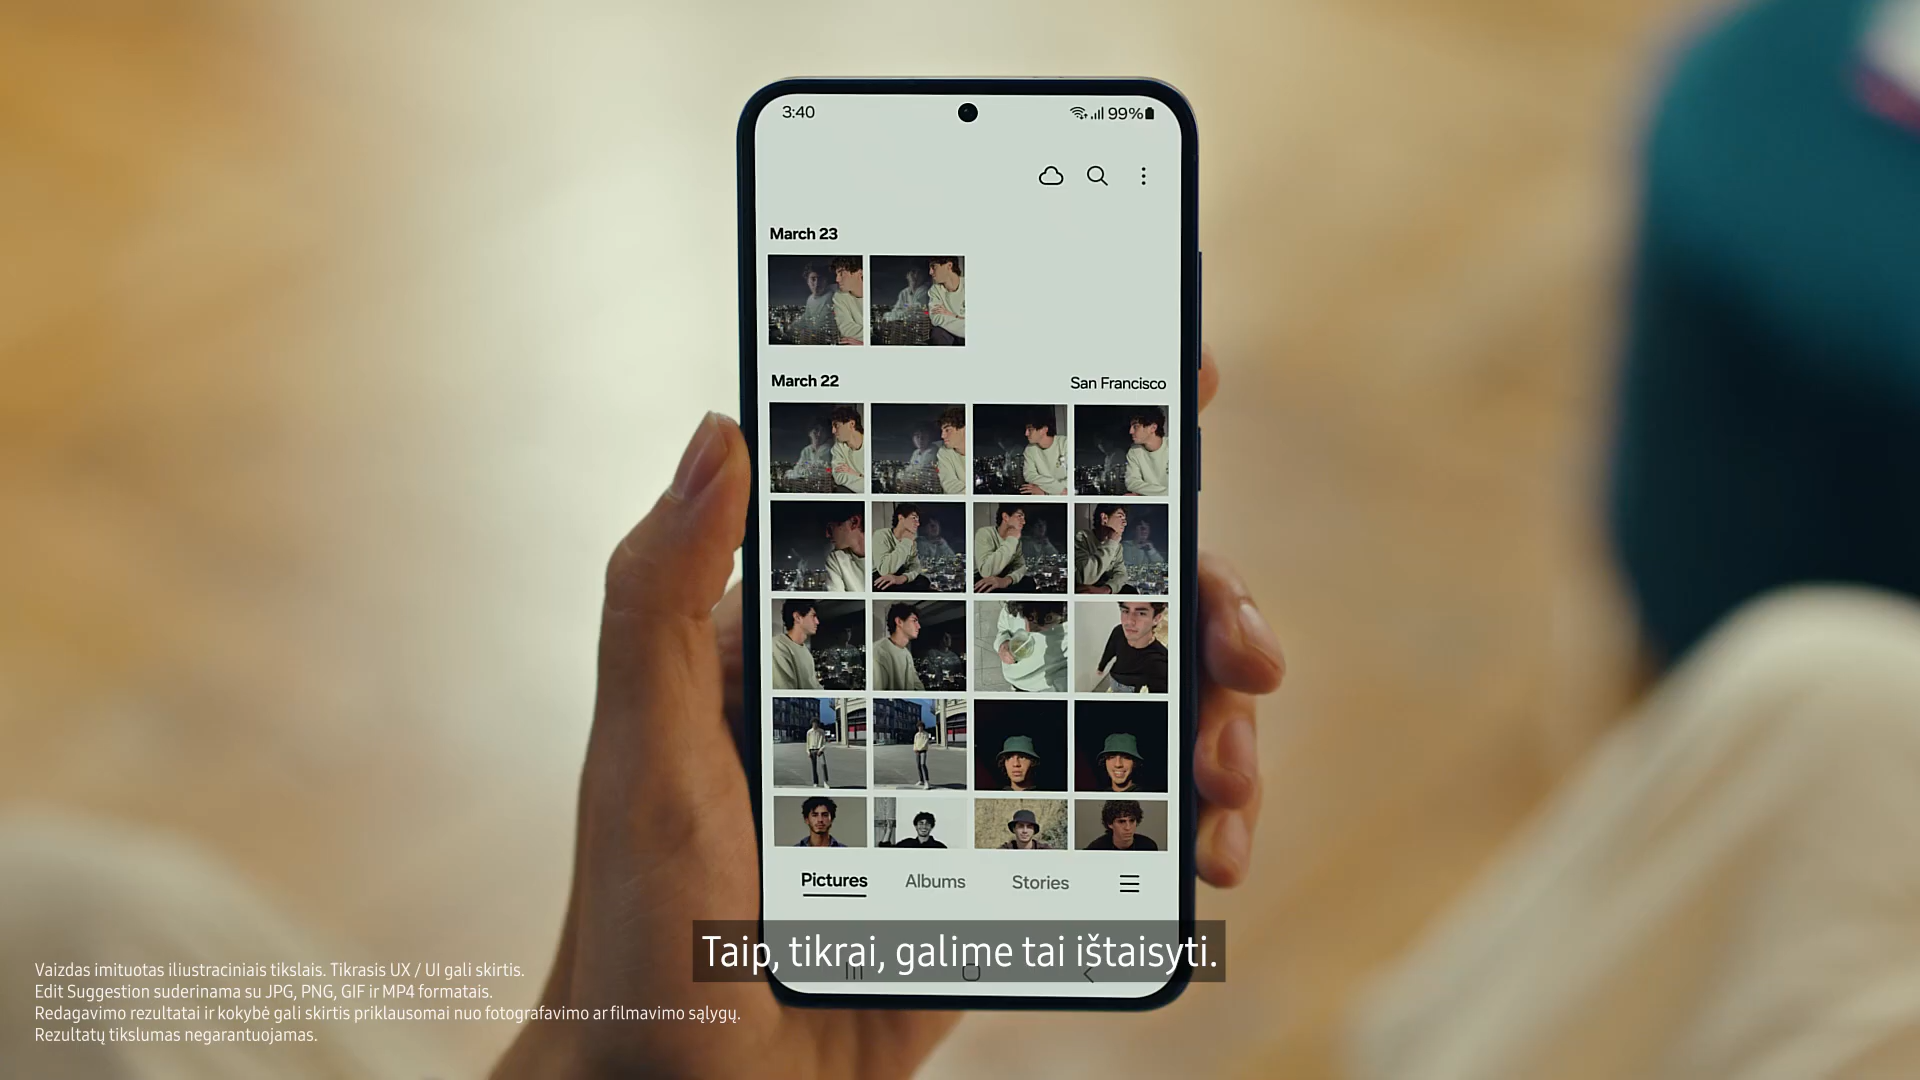 3:40
99%
March 23
March 22
San Francisco
Pictures
Albums
Stories
Taip, tikrai, galime tai ištaisyti.
Vaizdas imituotas iliustraciniais tikslais. Tikrasis UX / UI gali skirtis.
Edit Suggestion suderinama su JPG, PNG, GIF ir MP4 formatais.
Redagavimo rezultatai ir kokybė gali skirtis priklausomai nuo fotografavimo ar filmavimo sąlygų.
Rezultatų tikslumas negarantuojamas.